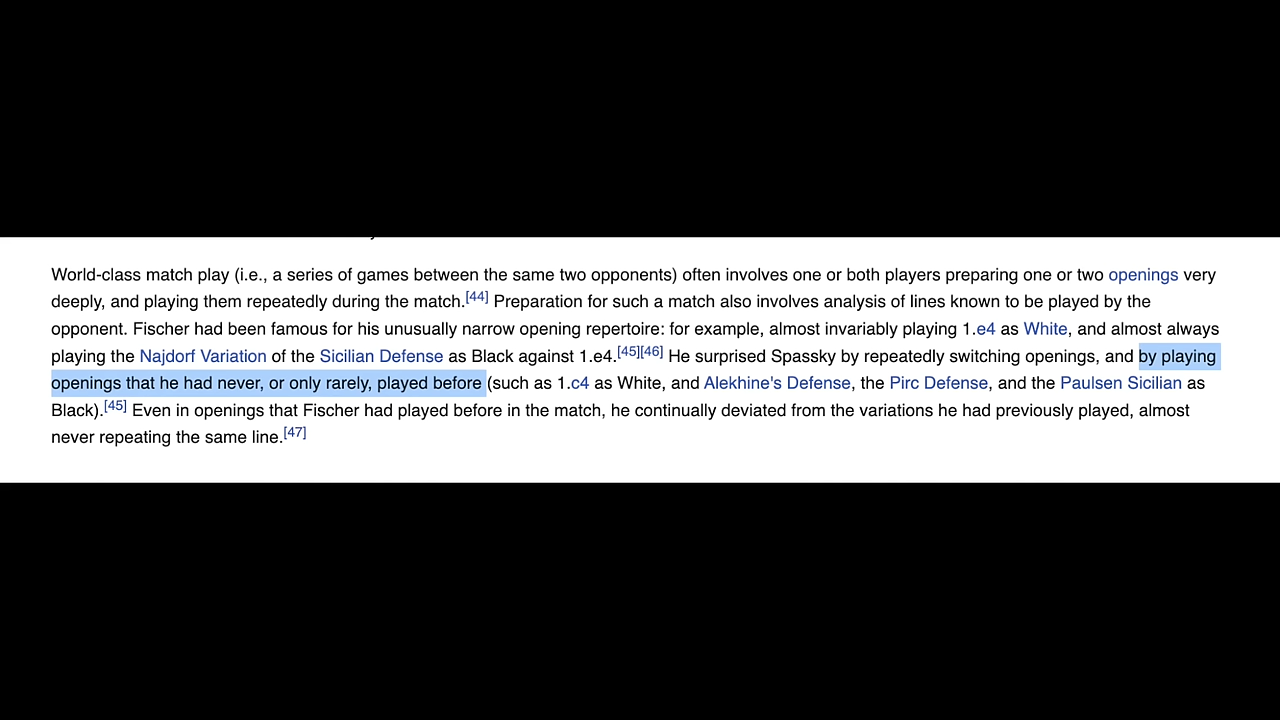 World-class match play (i.e., a series of games between the same two opponents) often involves one or both players preparing one or two openings very
deeply, and playing them repeatedly during the match.[44] Preparation for such a match also involves analysis of lines known to be played by the
opponent. Fischer had been famous for his unusually narrow opening repertoire: for example, almost invariably playing 1.e4 as White, and almost always
playing the Najdorf Variation of the Sicilian Defense as Black against 1.e4.[45][46] He surprised Spassky by repeatedly switching openings, and by playing
openings that he had never, or only rarely, played before (such as 1.c4 as White, and Alekhine's Defense, the Pirc Defense, and the Paulsen Sicilian as
Black).[45] Even in openings that Fischer had played before in the match, he continually deviated from the variations he had previously played, almost
never repeating the same line.[47]